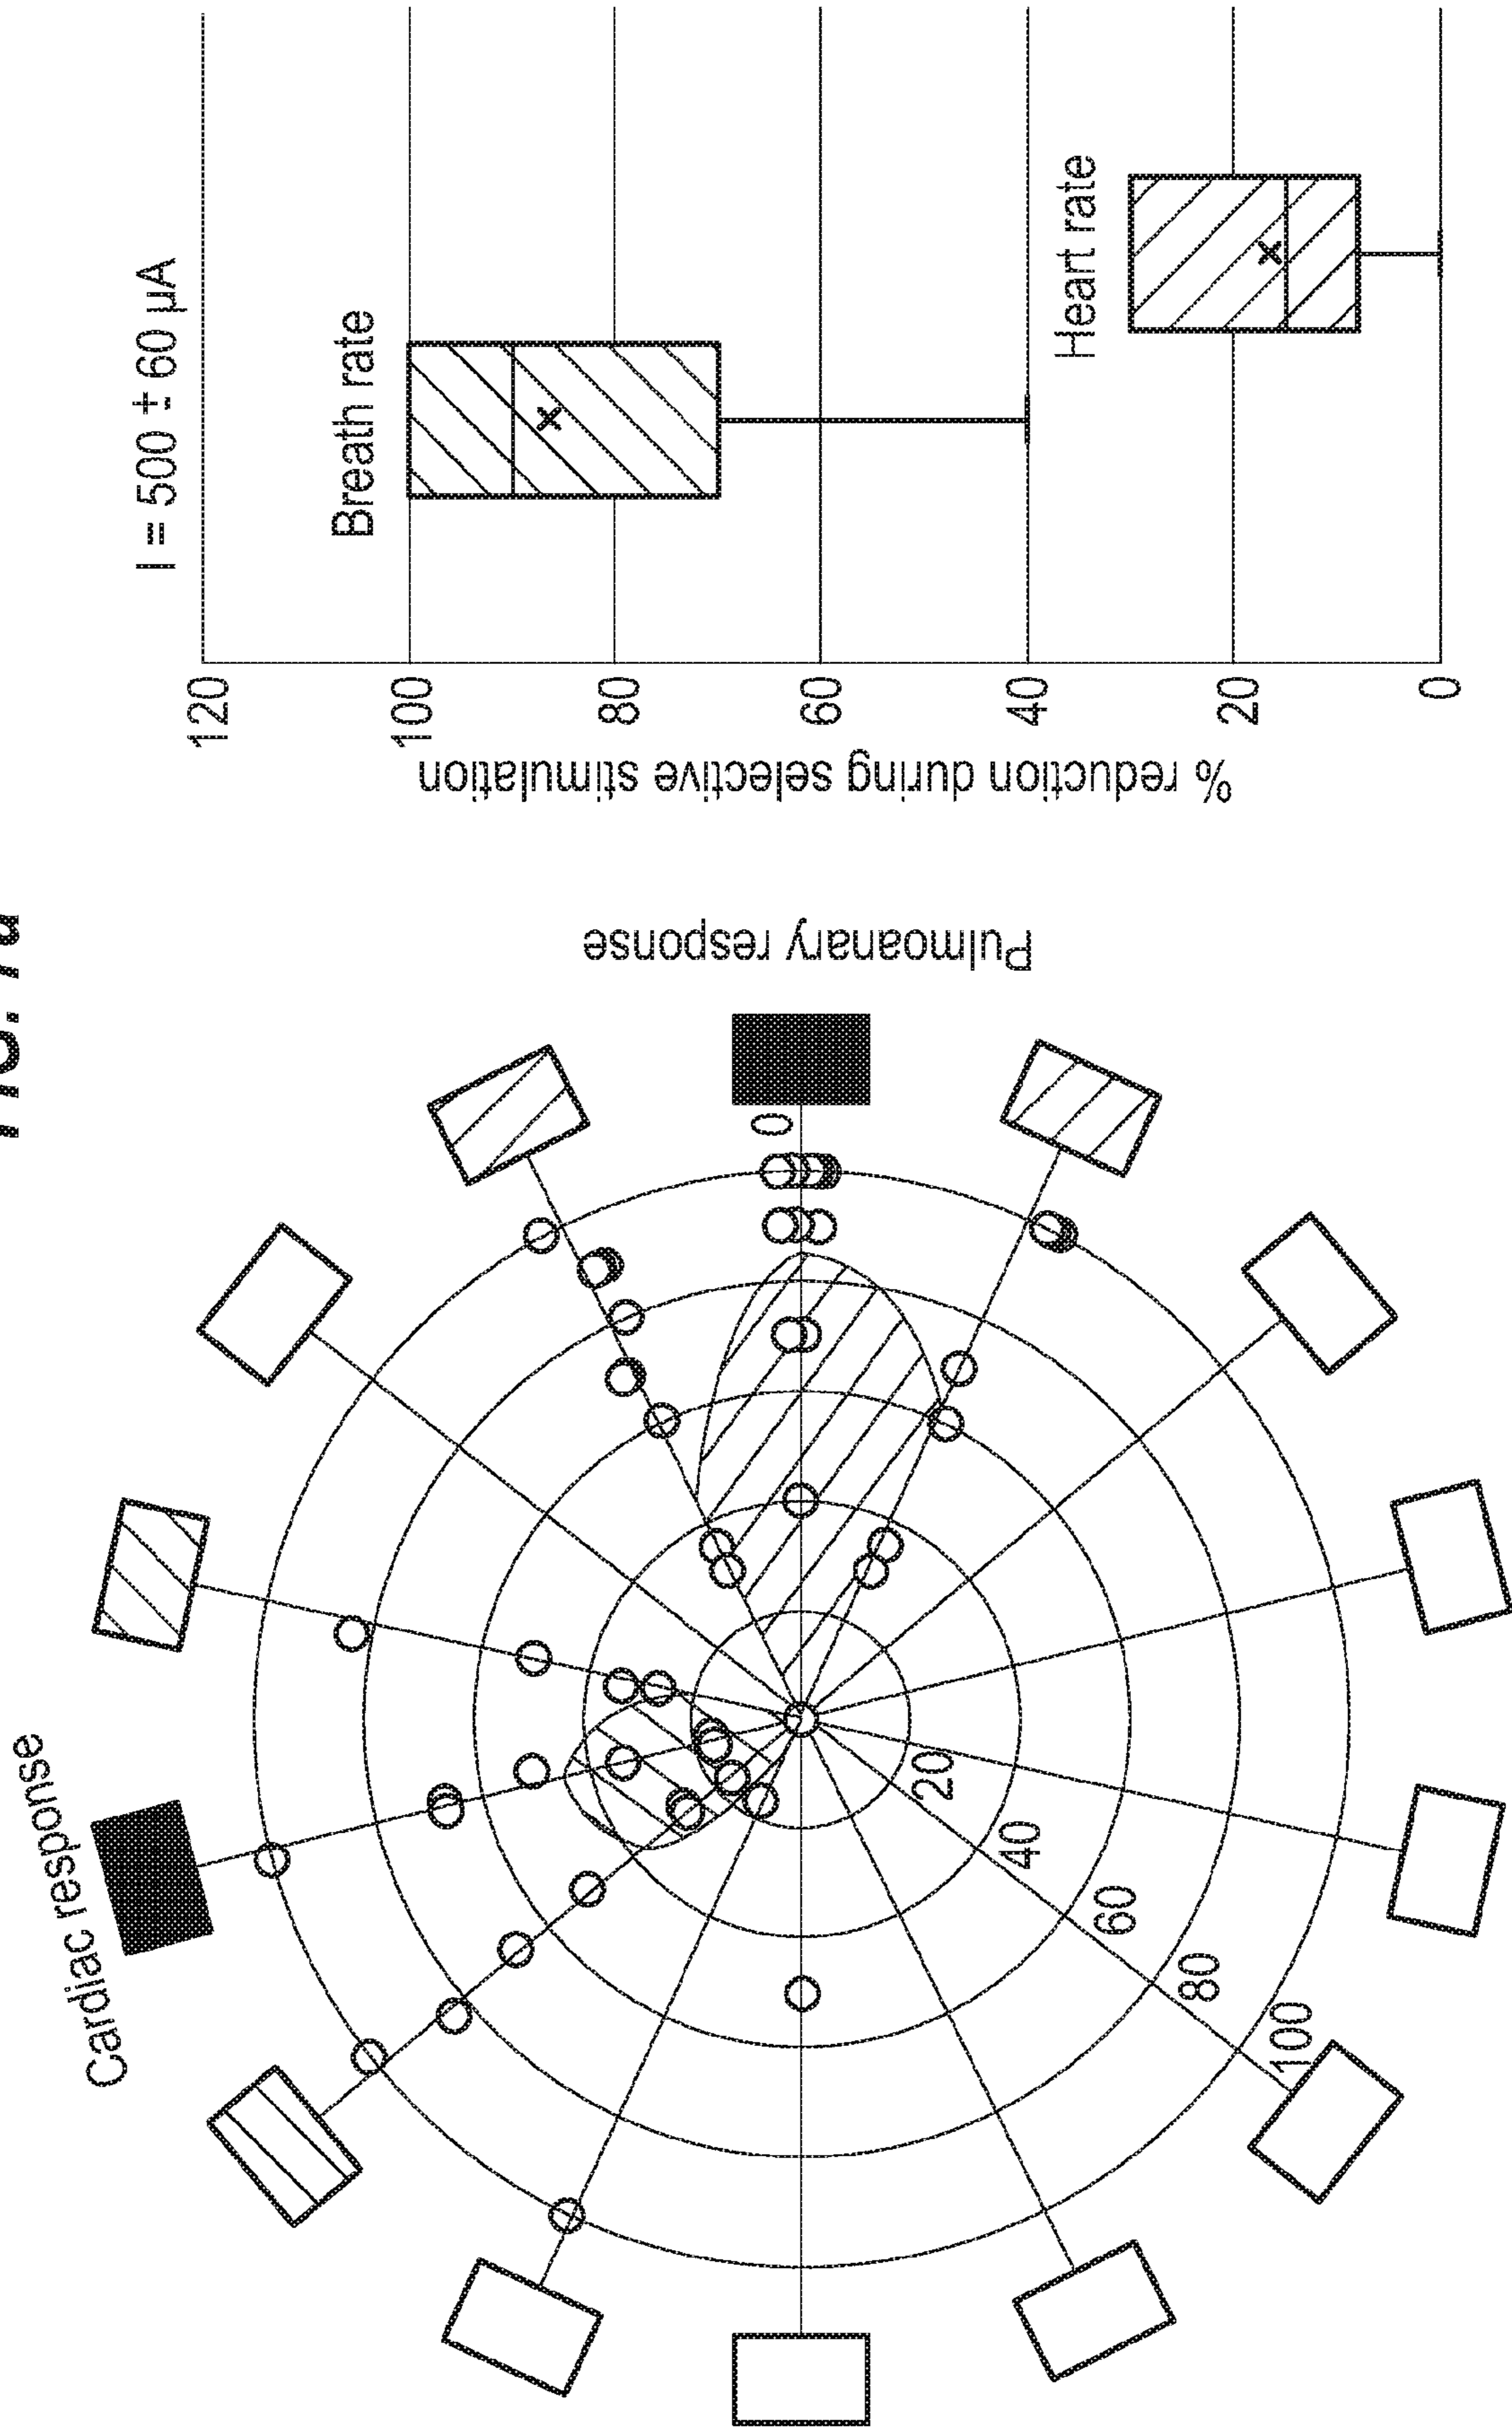 Cardiac response
Pulmoanary response
0
20
40
60
80
100
I = 500 ± 60 µA
Breath rate
Heart rate
% reduction during selective stimulation
120
100
80
60
40
20
0